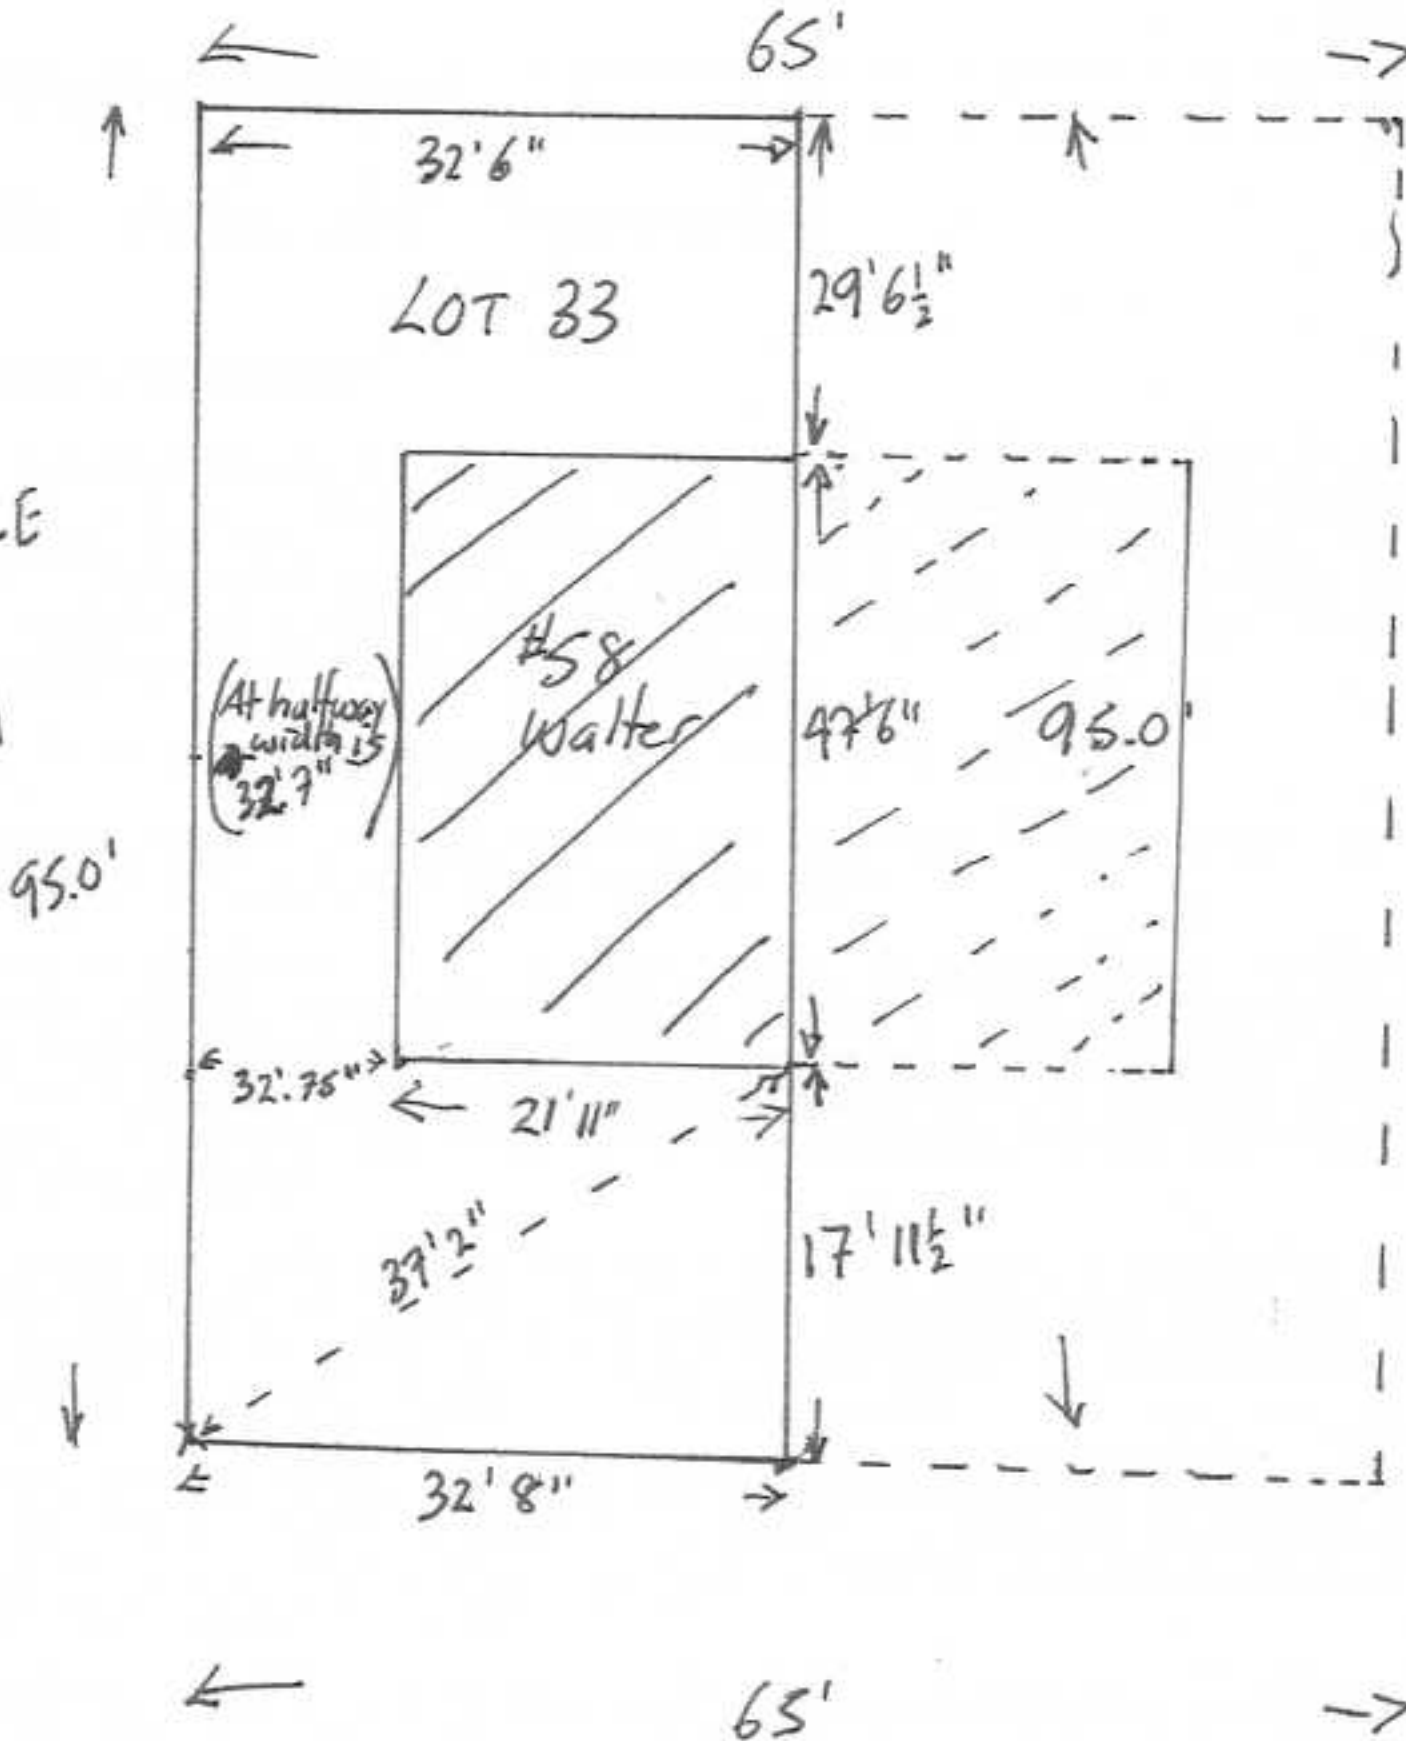 65'
32'6"
29'6½"
LOT 33
LE
#58
Walter
(At halfway
width is
32'.7")
47'6"
95.0'
95.0'
32'.75"
21'11"
37'2"
17'11½"
32'8"
65'